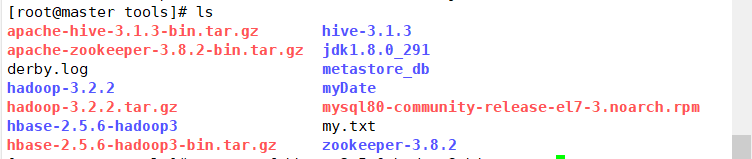 [root@master tools]# ls
apache-hive-3.1.3-bin.tar.gz hive-3.1.3
apache-zookeeper-3.8.2-bin.tar.gz jdk1.8.0_291
derby.log metastore_db
hadoop-3.2.2 myDate
hadoop-3.2.2.tar.gz mysql80-community-release-el7-3.noarch.rpm
hbase-2.5.6-hadoop3 my.txt
hbase-2.5.6-hadoop3-bin.tar.gz zookeeper-3.8.2